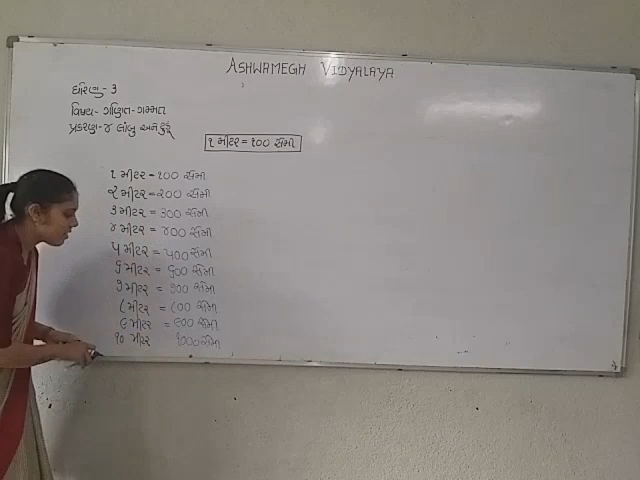 ASHWAMEGH VIDYALAYA
ધોરણ - ૩
વિષય - ગણિત - ગમ્મત
પ્રકરણ - ૪ લાંબુ અને ટૂંકું
૧ મીટર = ૧૦૦ સેમી
૧ મીટર = ૧૦૦ સેમી
૨ મીટર = ૨૦૦ સેમી
૩ મીટર = ૩૦૦ સેમી
૪ મીટર = ૪૦૦ સેમી
૫ મીટર = ૫૦૦ સેમી
૬ મીટર = ૬૦૦ સેમી
૭ મીટર = ૭૦૦ સેમી
૮ મીટર = ૮૦૦ સેમી
૯ મીટર = ૯૦૦ સેમી
૧૦ મીટર ૧૦૦૦ સેમી